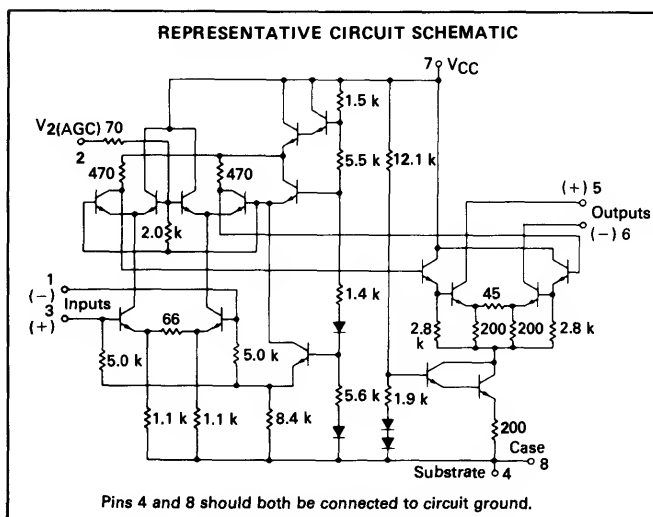 REPRESENTATIVE CIRCUIT SCHEMATIC
7 VCC
1.5 k
V2(AGC) 70
2
5.5 k
12.1 k
470
470
(+) 5
Outputs
(-) 6
2.0 k
1
(-)
Inputs
3
(+)
66
1.4 k
45
2.8 k
200
200
2.8 k
5.0 k
5.0 k
5.6 k
1.9 k
1.1 k
1.1 k
8.4 k
200
Case
8
Substrate
4
Pins 4 and 8 should both be connected to circuit ground.